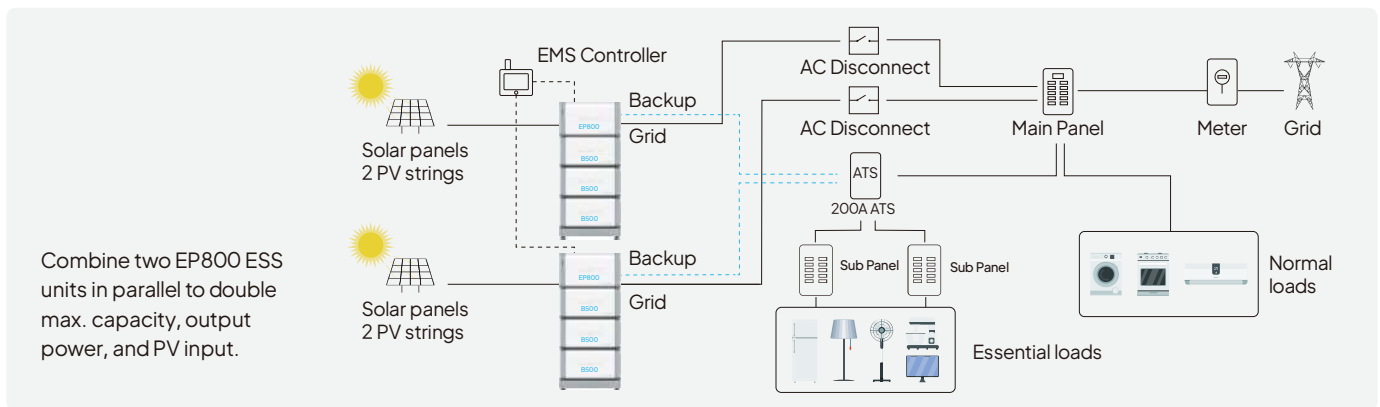 EMS Controller
Backup
Grid
AC Disconnect
AC Disconnect
Main Panel
Meter
Grid
EP800
B500
B500
B500
Solar panels
2 PV strings
ATS
200A ATS
Sub Panel
Sub Panel
Backup
Grid
EP800
B500
B500
B500
Solar panels
2 PV strings
Normal
loads
Essential loads
Combine two EP800 ESS
units in parallel to double
max. capacity, output
power, and PV input.